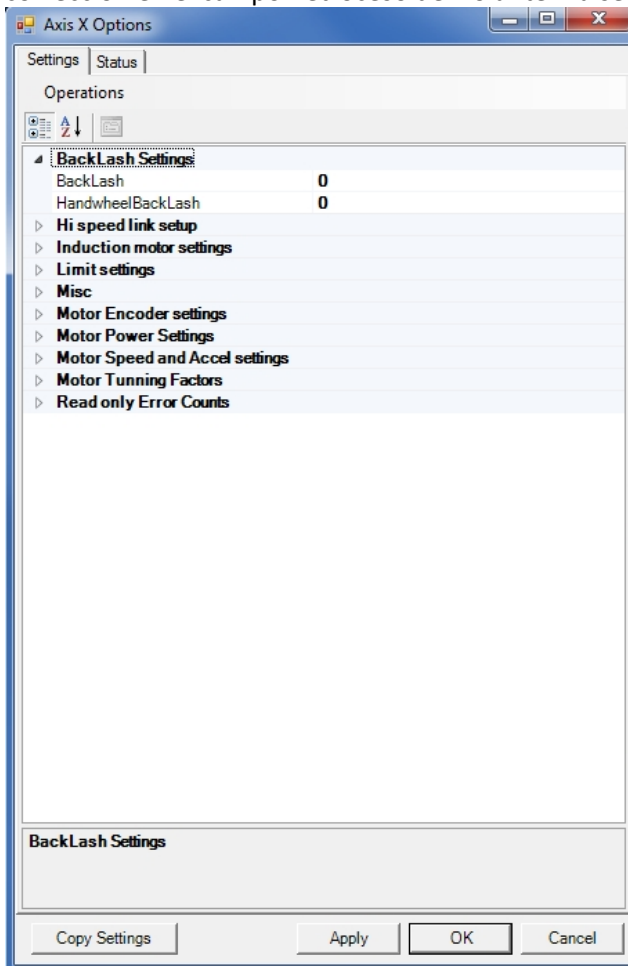 Axis X Options
Settings Status
Operations
BackLash Settings
BackLash 0
HandwheelBackLash 0
Hi speed link setup
Induction motor settings
Limit settings
Misc
Motor Encoder settings
Motor Power Settings
Motor Speed and Accel settings
Motor Tunning Factors
Read only Error Counts
BackLash Settings
Copy Settings Apply OK Cancel